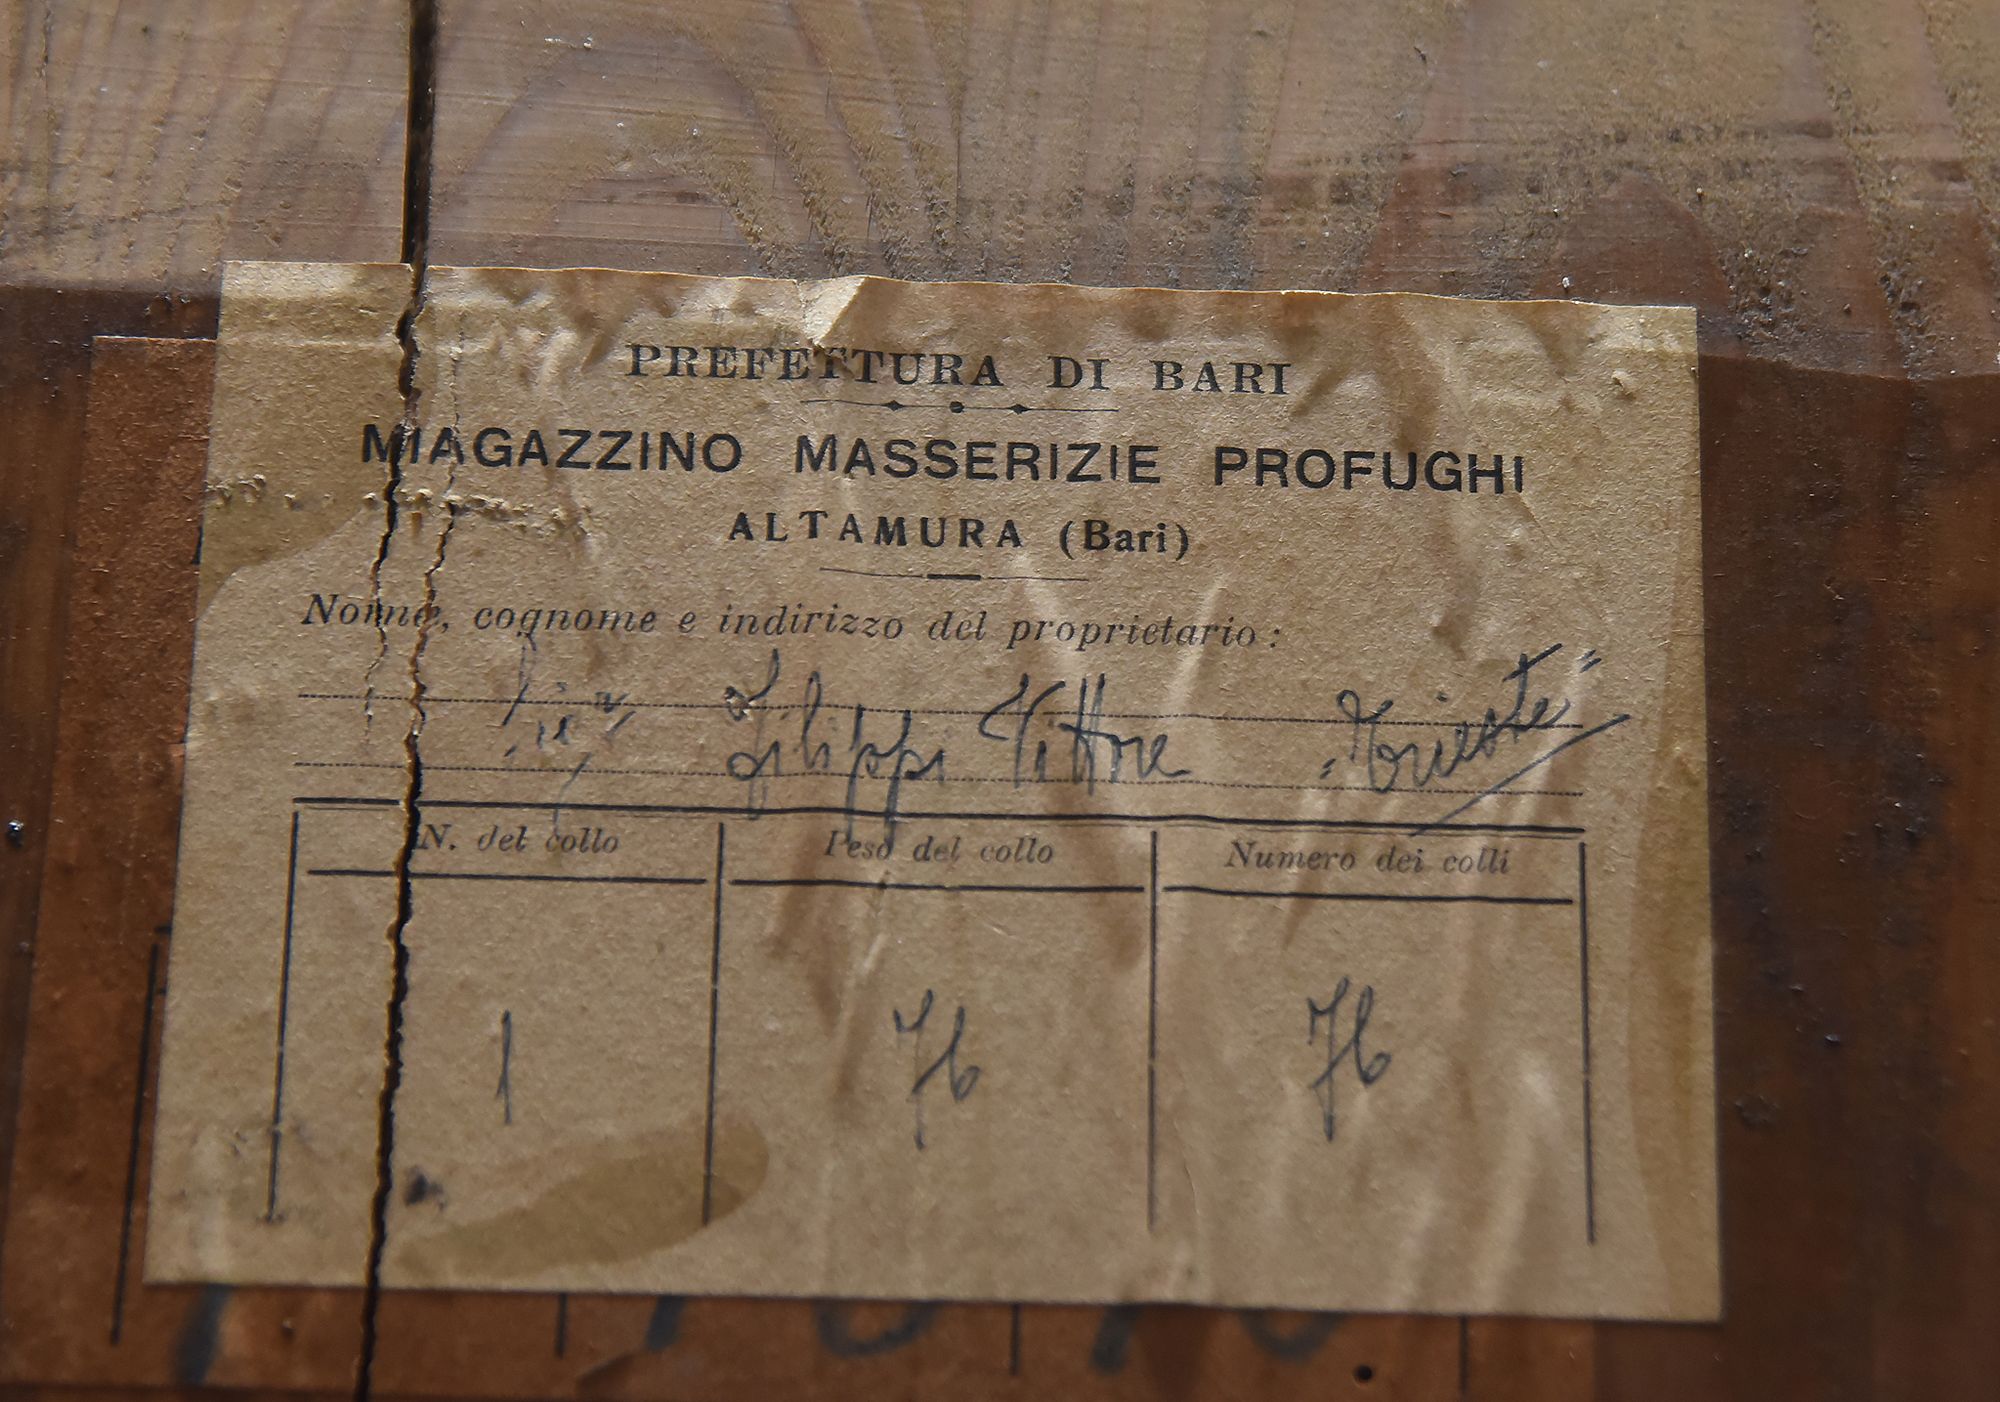 PREFETTURA DI BARI
MAGAZZINO MASSERIZIE PROFUGHI
ALTAMURA (Bari)
Nome, cognome e indirizzo del proprietario:
Filippi Vittore "Trieste"
N. del collo Peso del collo Numero dei colli
1 76 76